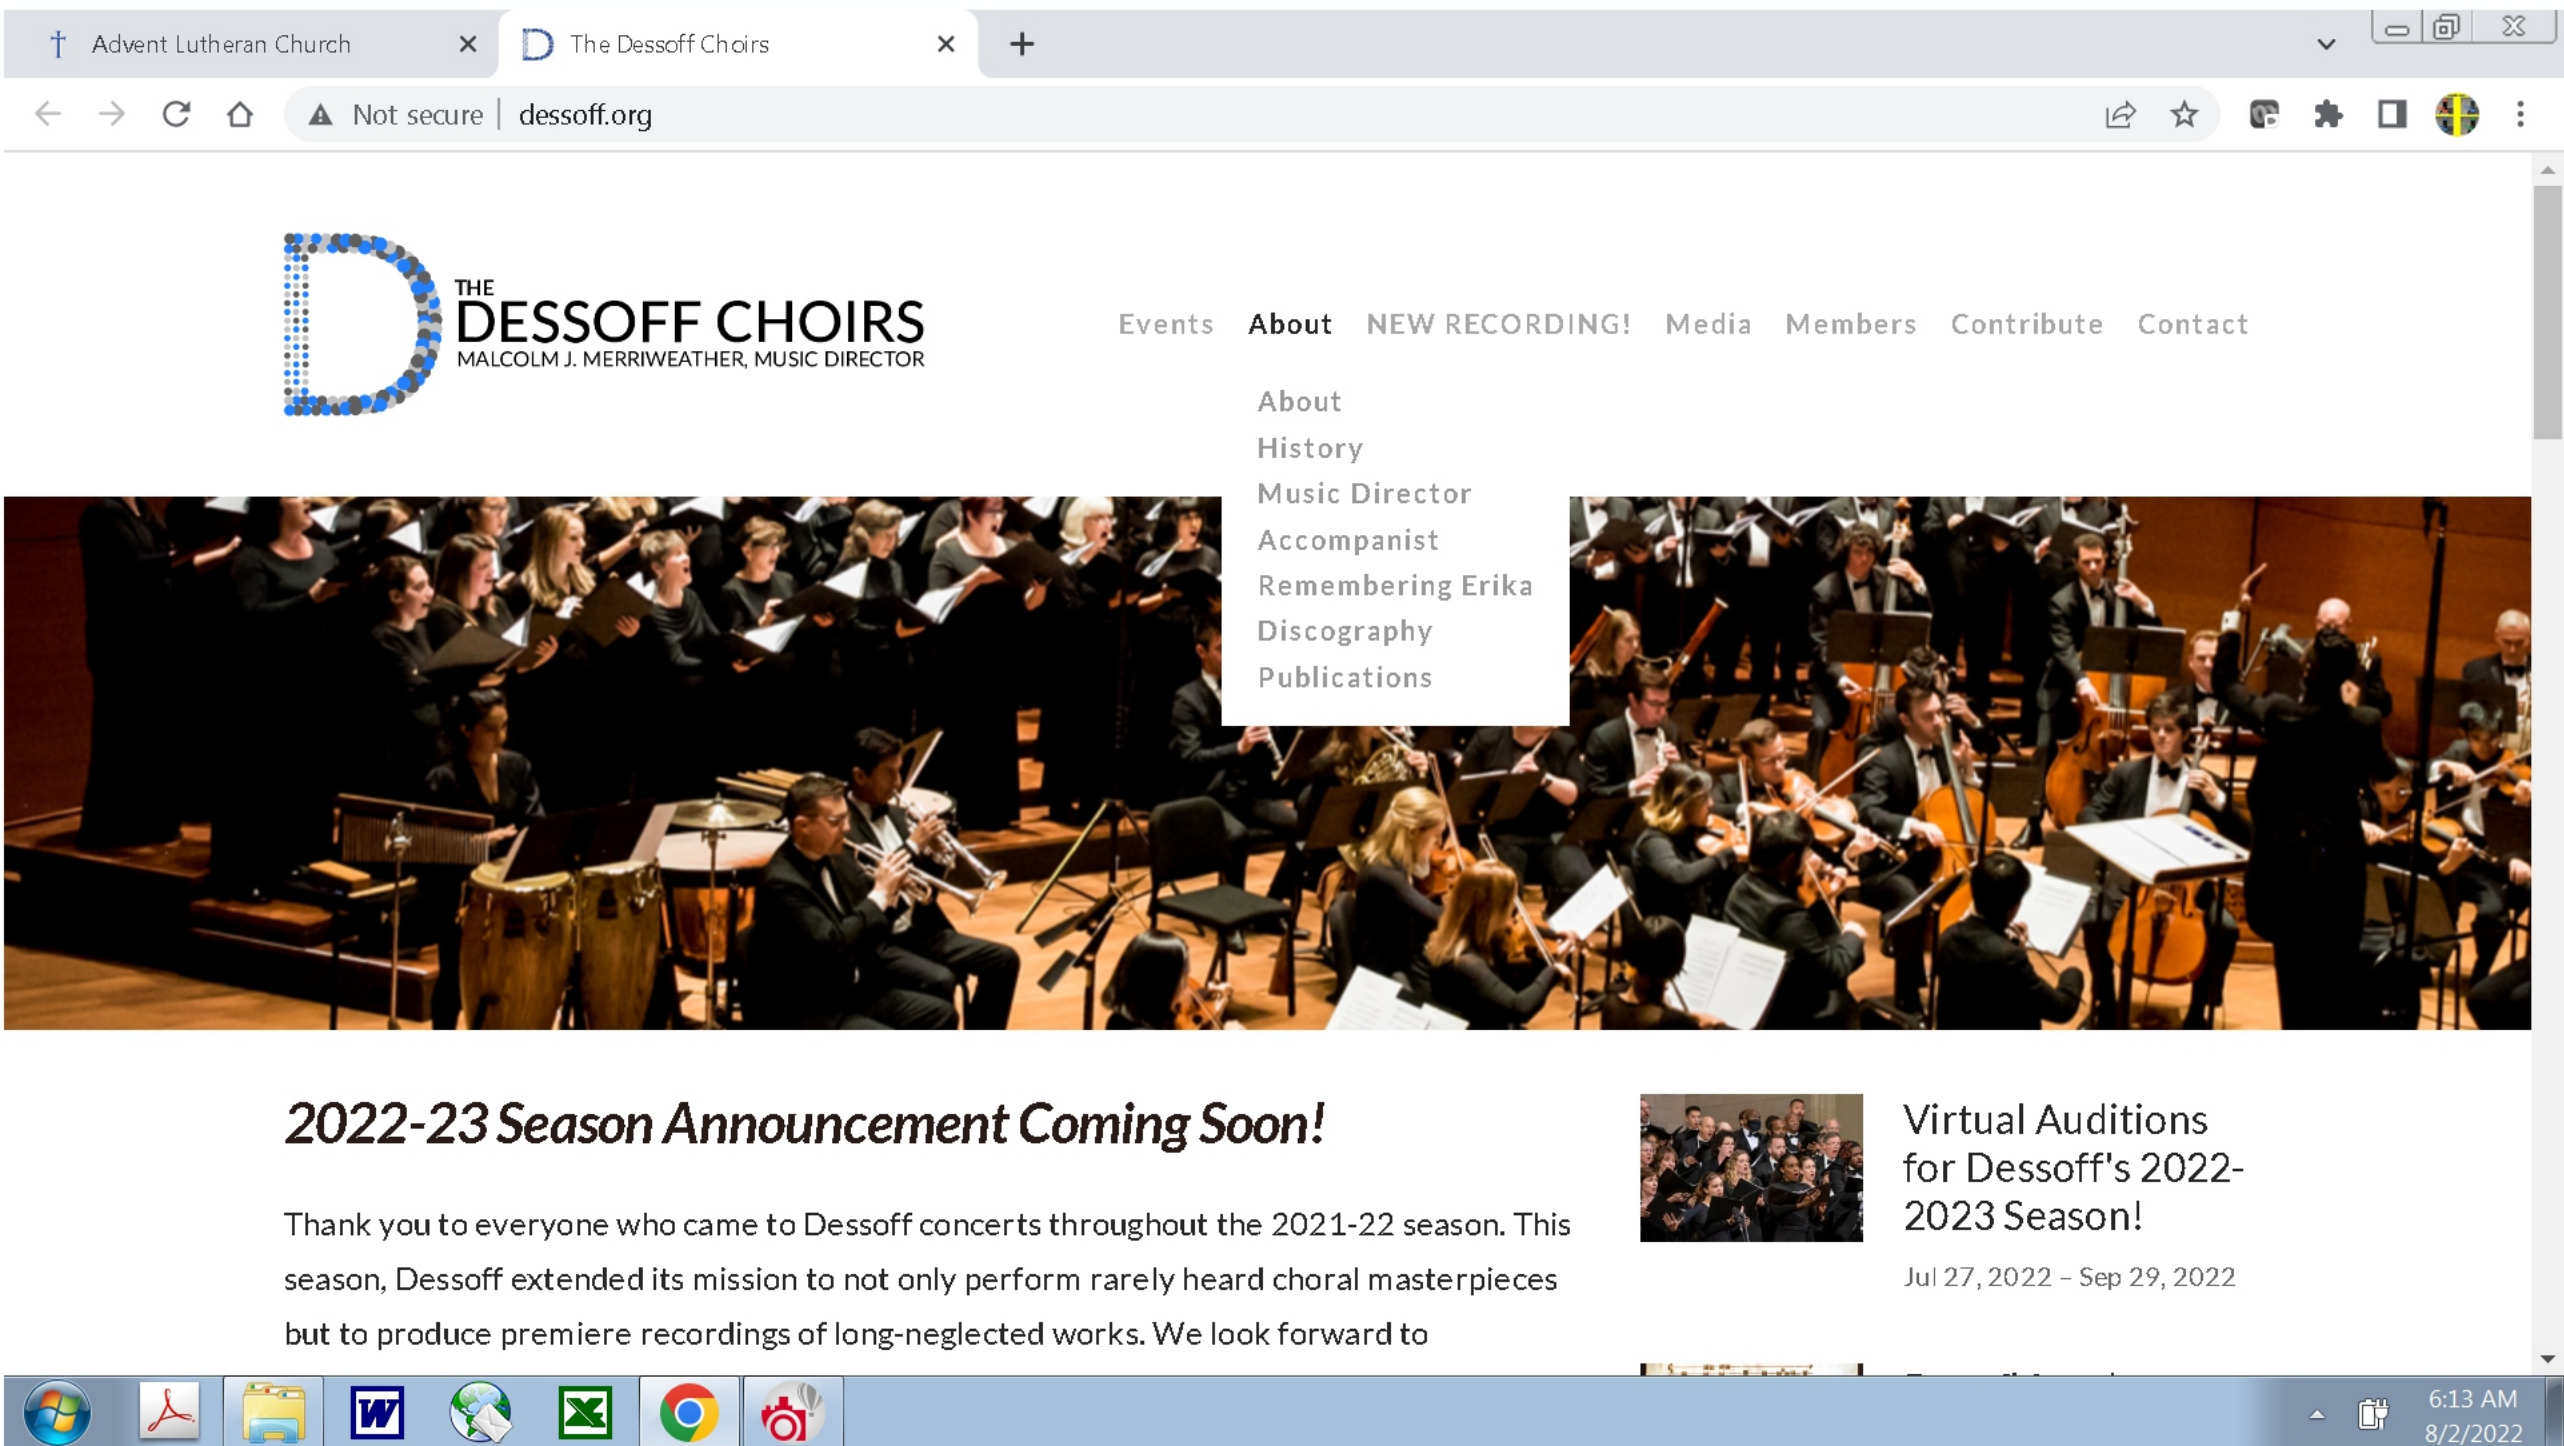 Advent Lutheran Church
The Dessoff Choirs
Not secure
dessoff.org
THE
DESSOFF CHOIRS
MALCOLM J. MERRIWEATHER, MUSIC DIRECTOR
Events About NEW RECORDING! Media Members Contribute Contact
About
History
Music Director
Accompanist
Remembering Erika
Discography
Publications
2022-23 Season Announcement Coming Soon!
Thank you to everyone who came to Dessoff concerts throughout the 2021-22 season. This
season, Dessoff extended its mission to not only perform rarely heard choral masterpieces
but to produce premiere recordings of long-neglected works. We look forward to
Virtual Auditions
for Dessoff's 2022-
2023 Season!
Jul 27, 2022 – Sep 29, 2022
6:13 AM
8/2/2022